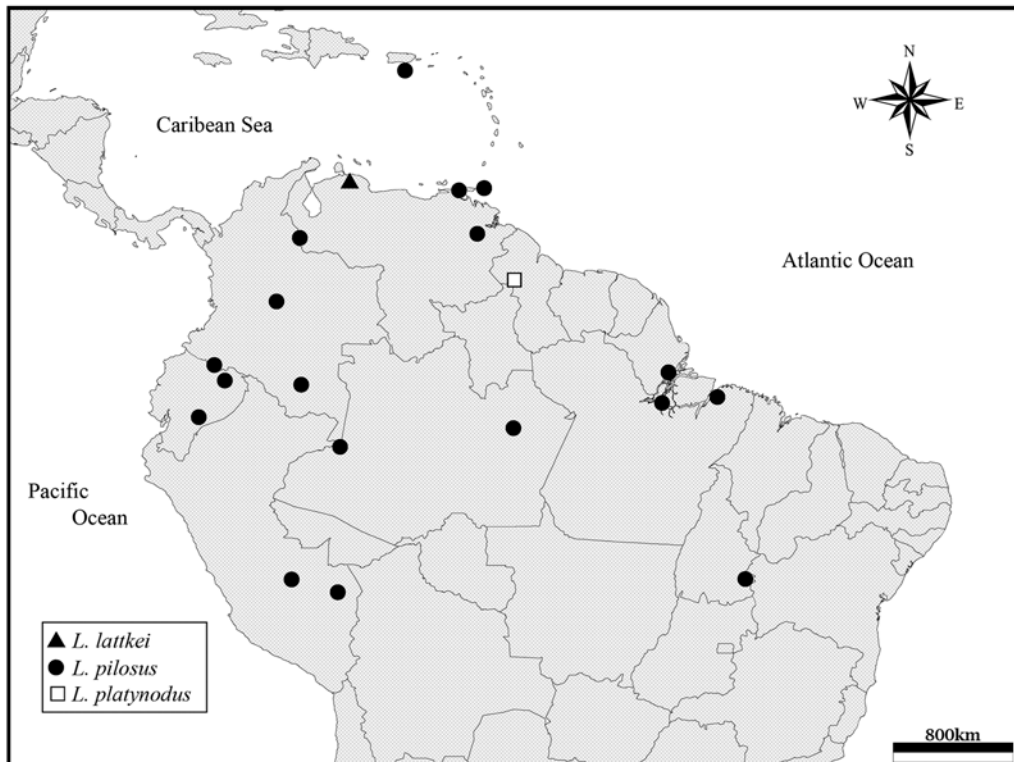 N
W E
S
Caribean Sea
Atlantic Ocean
Pacific
Ocean
L. lattkei
L. pilosus
L. platynodus
800km